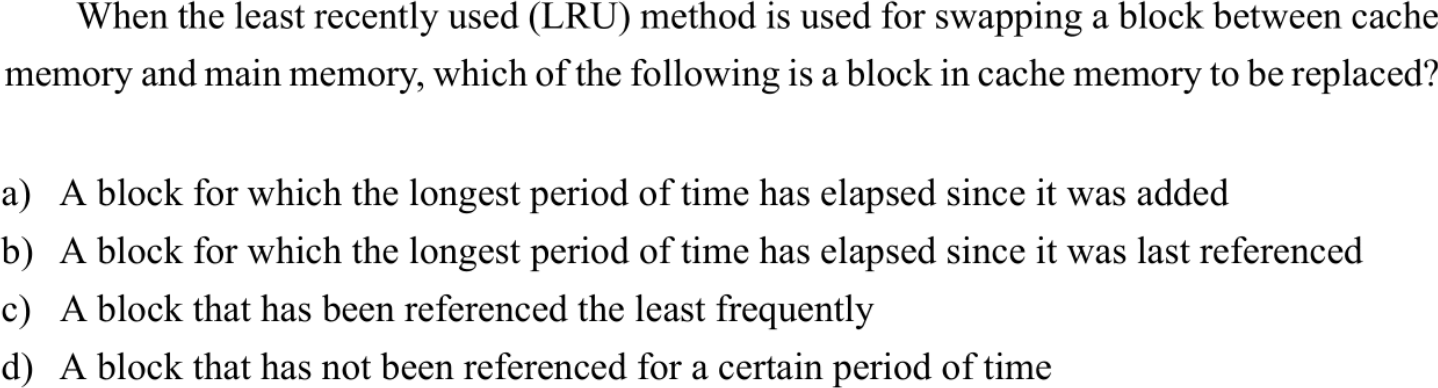 When the least recently used (LRU) method is used for swapping a block between cache
memory and main memory, which of the following is a block in cache memory to be replaced?
a) A block for which the longest period of time has elapsed since it was added
b) A block for which the longest period of time has elapsed since it was last referenced
c) A block that has been referenced the least frequently
d) A block that has not been referenced for a certain period of time